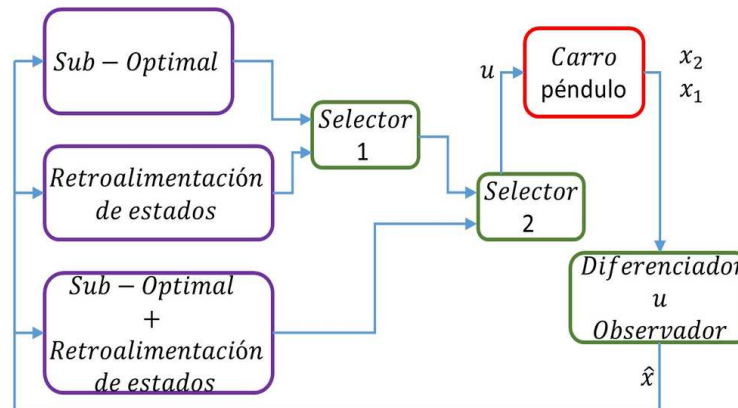 Sub − Optimal
Retroalimentación
de estados
Sub − Optimal
+
Retroalimentación
de estados
Selector
1
Selector
2
u
Carro
péndulo
x₂
x₁
Diferenciador
u
Observador
x̂